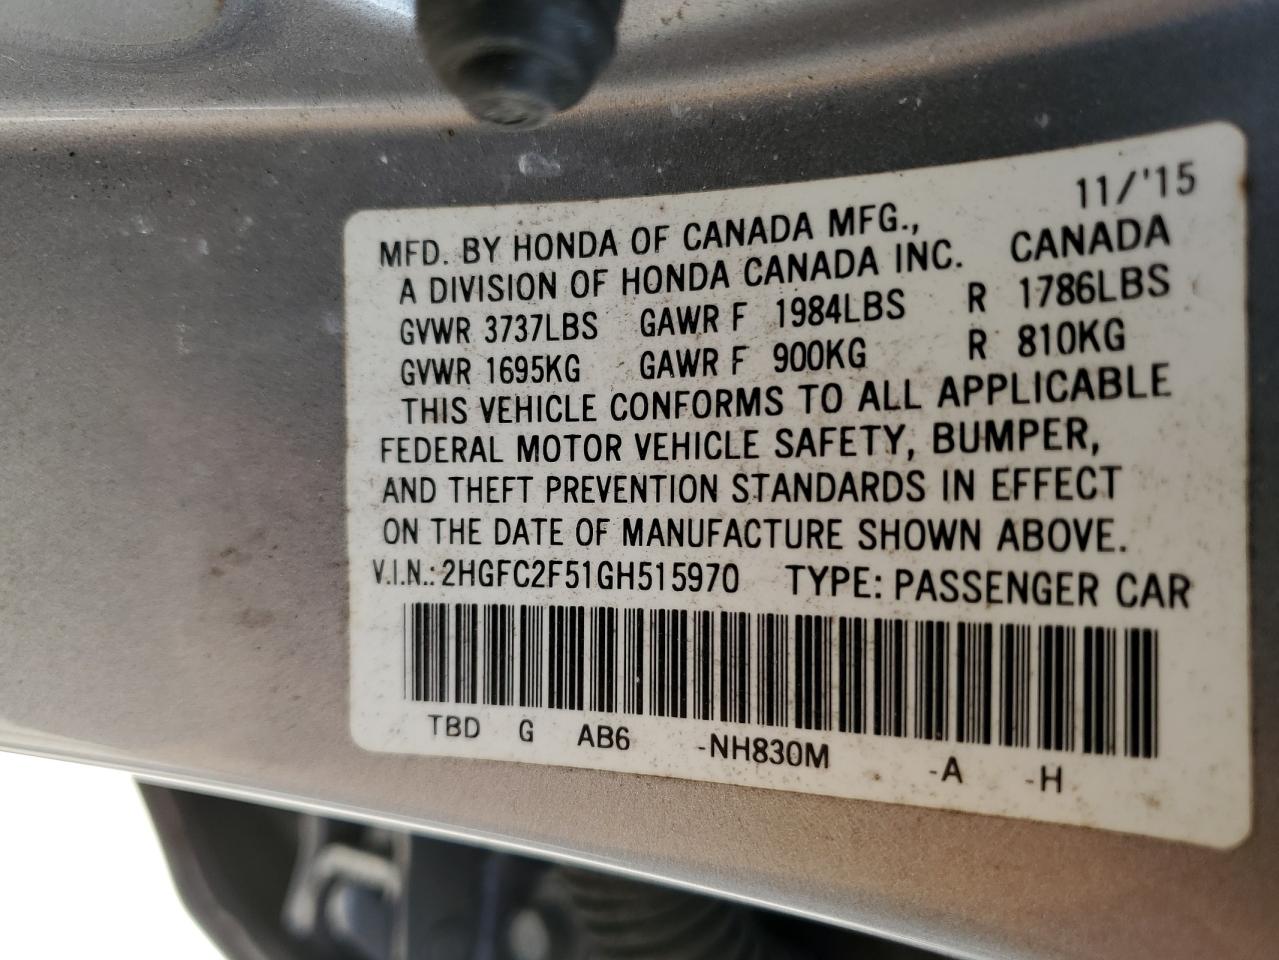 11/'15
MFD. BY HONDA OF CANADA MFG.,
A DIVISION OF HONDA CANADA INC. CANADA
GVWR 3737LBS GAWR F 1984LBS R 1786LBS
GVWR 1695KG GAWR F 900KG R 810KG
THIS VEHICLE CONFORMS TO ALL APPLICABLE
FEDERAL MOTOR VEHICLE SAFETY, BUMPER,
AND THEFT PREVENTION STANDARDS IN EFFECT
ON THE DATE OF MANUFACTURE SHOWN ABOVE.
V.I.N.: 2HGFC2F51GH515970 TYPE: PASSENGER CAR
TBD G AB6 -NH830M -A -H